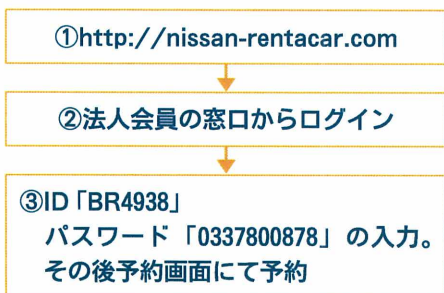 ①http://nissan-rentacar.com
②法人会員の窓口からログイン
③ID「BR4938」
パスワード「0337800878」の入力。
その後予約画面にて予約